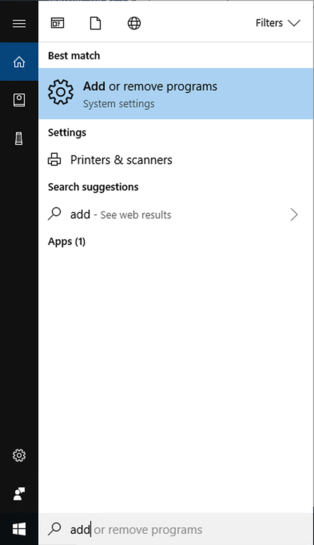 Filters
Best match
Add or remove programs
System settings
Settings
Printers & scanners
Search suggestions
add - See web results
Apps (1)
add or remove programs